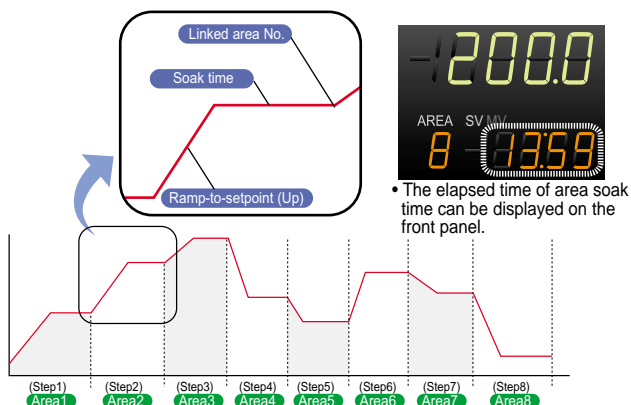 Linked area No.
Soak time
Ramp-to-setpoint (Up)
200.0
AREA SV MV
8 13:59
• The elapsed time of area soak
time can be displayed on the
front panel.
(Step1) (Step2) (Step3) (Step4) (Step5) (Step6) (Step7) (Step8)
Area1 Area2 Area3 Area4 Area5 Area6 Area7 Area8